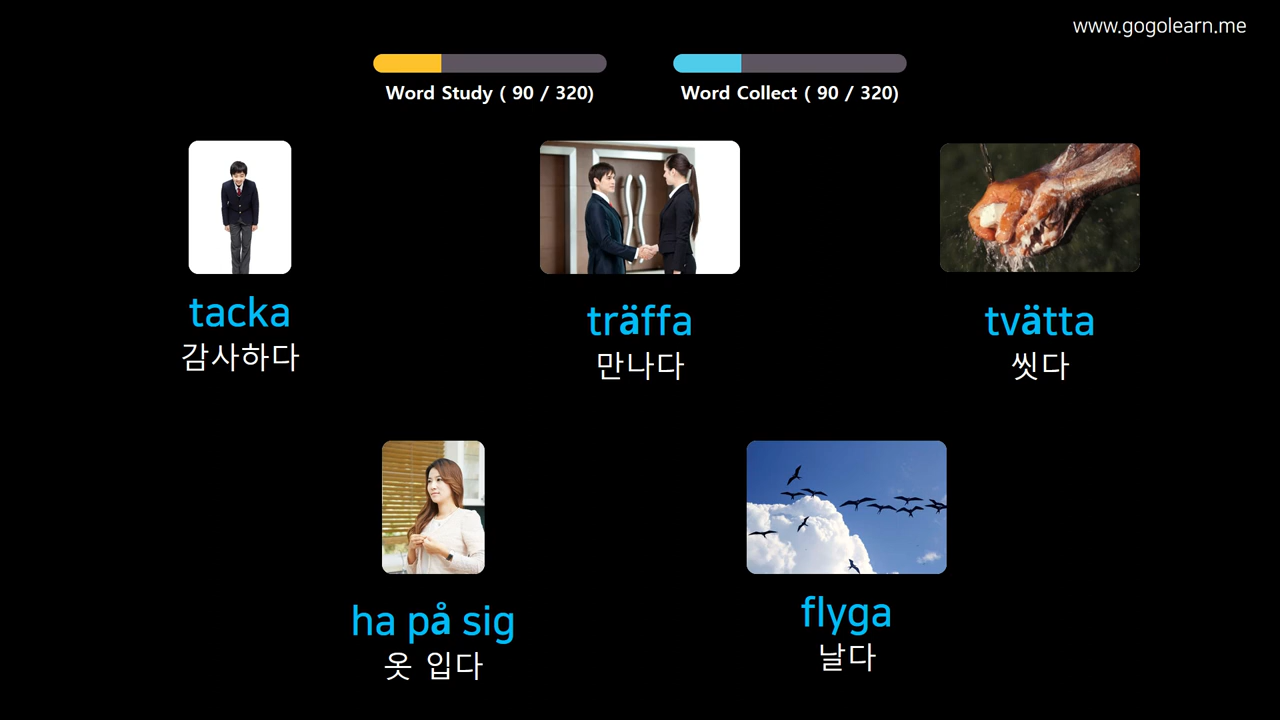 www.gogolearn.me
Word Study ( 90 / 320)
Word Collect ( 90 / 320)
tacka
감사하다
träffa
만나다
tvätta
씻다
ha på sig
옷 입다
flyga
날다